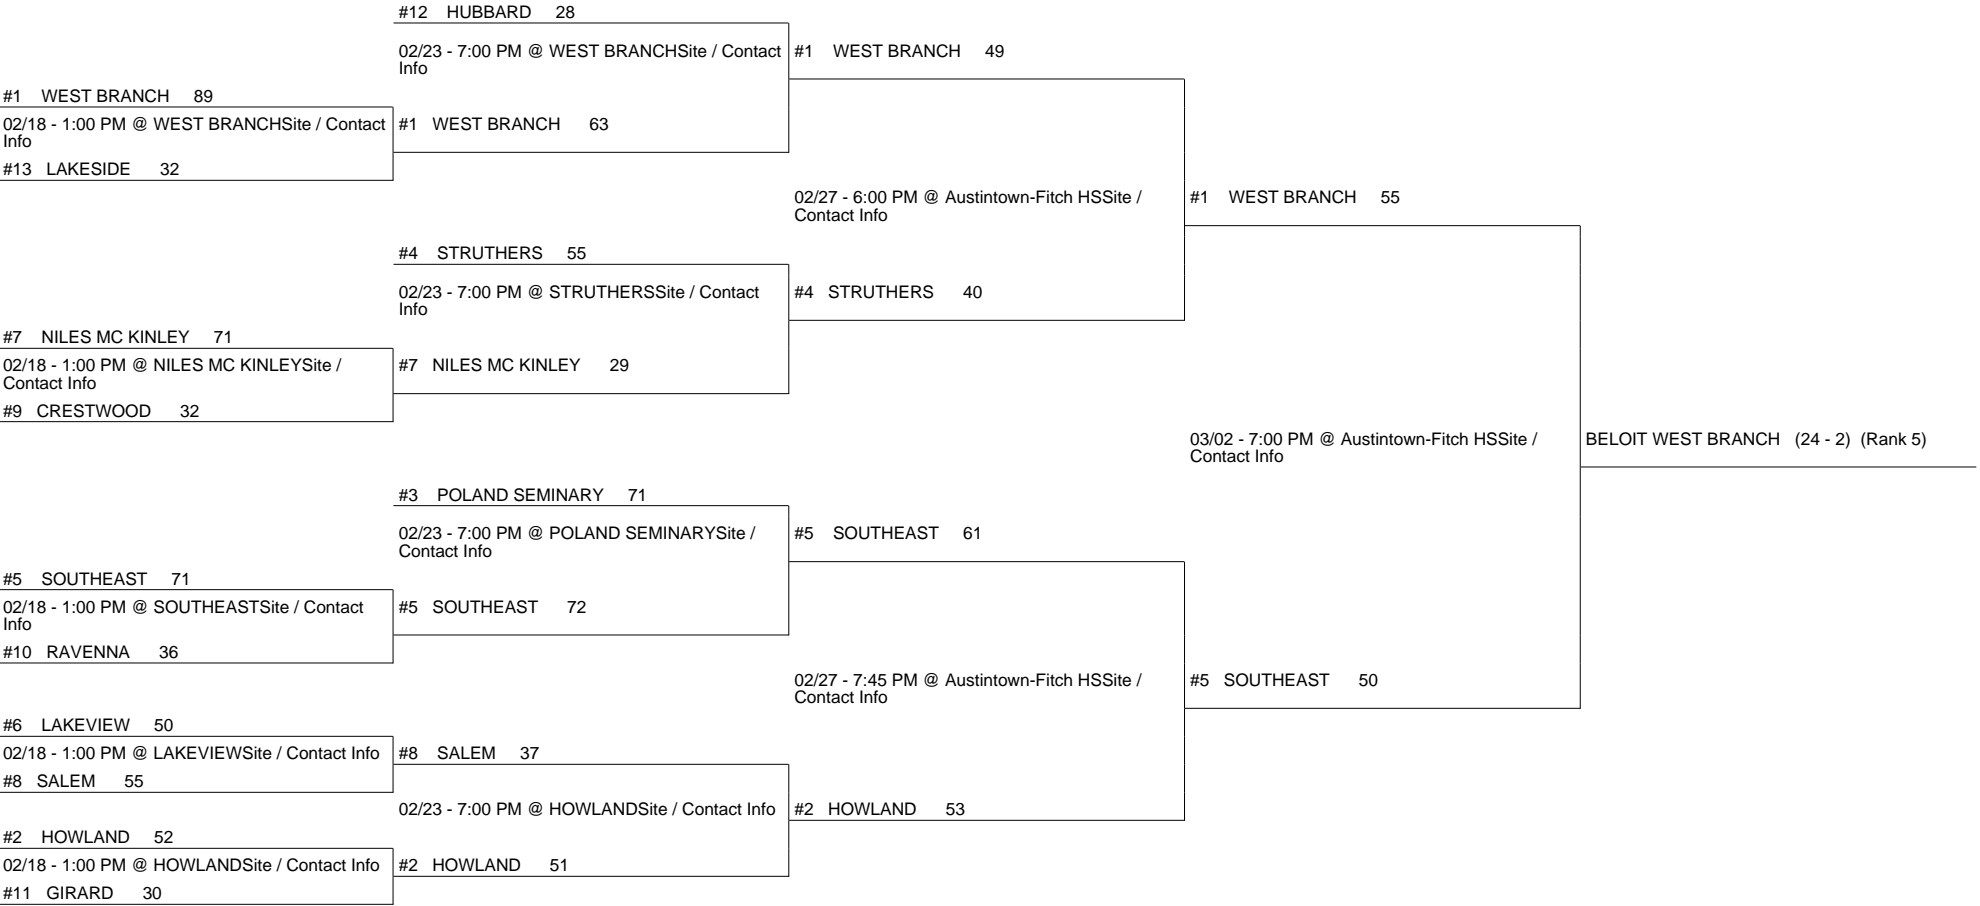 #12 HUBBARD 28
02/23 - 7:00 PM @ WEST BRANCHSite / Contact
Info
#1 WEST BRANCH 49
#1 WEST BRANCH 89
02/18 - 1:00 PM @ WEST BRANCHSite / Contact
Info
#1 WEST BRANCH 63
#13 LAKESIDE 32
02/27 - 6:00 PM @ Austintown-Fitch HSSite /
Contact Info
#1 WEST BRANCH 55
#4 STRUTHERS 55
02/23 - 7:00 PM @ STRUTHERSSite / Contact
Info
#4 STRUTHERS 40
#7 NILES MC KINLEY 71
02/18 - 1:00 PM @ NILES MC KINLEYSite /
Contact Info
#7 NILES MC KINLEY 29
#9 CRESTWOOD 32
03/02 - 7:00 PM @ Austintown-Fitch HSSite /
Contact Info
BELOIT WEST BRANCH (24 - 2) (Rank 5)
#3 POLAND SEMINARY 71
02/23 - 7:00 PM @ POLAND SEMINARYSite /
Contact Info
#5 SOUTHEAST 61
#5 SOUTHEAST 71
02/18 - 1:00 PM @ SOUTHEASTSite / Contact
Info
#5 SOUTHEAST 72
#10 RAVENNA 36
02/27 - 7:45 PM @ Austintown-Fitch HSSite /
Contact Info
#5 SOUTHEAST 50
#6 LAKEVIEW 50
02/18 - 1:00 PM @ LAKEVIEWSite / Contact Info
#8 SALEM 37
#8 SALEM 55
02/23 - 7:00 PM @ HOWLANDSite / Contact Info
#2 HOWLAND 53
#2 HOWLAND 52
02/18 - 1:00 PM @ HOWLANDSite / Contact Info
#2 HOWLAND 51
#11 GIRARD 30